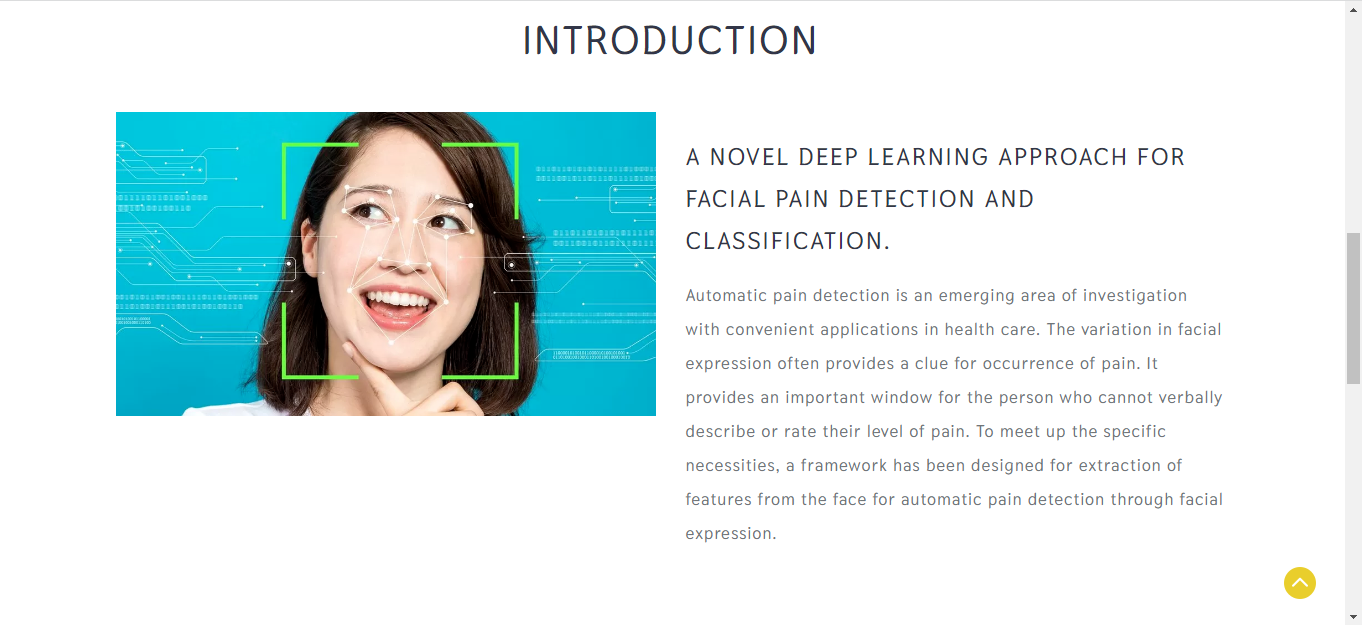 INTRODUCTION
A NOVEL DEEP LEARNING APPROACH FOR
FACIAL PAIN DETECTION AND
CLASSIFICATION.
Automatic pain detection is an emerging area of investigation
with convenient applications in health care. The variation in facial
expression often provides a clue for occurrence of pain. It
provides an important window for the person who cannot verbally
describe or rate their level of pain. To meet up the specific
necessities, a framework has been designed for extraction of
features from the face for automatic pain detection through facial
expression.